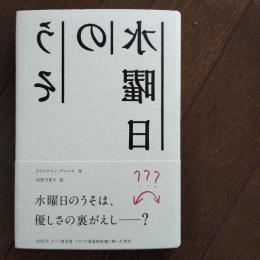 水曜日
の
うそ
クリスチャン・グルニエ 作
河野万里子 訳
???
水曜日のうそは、
優しさの裏がえし——?